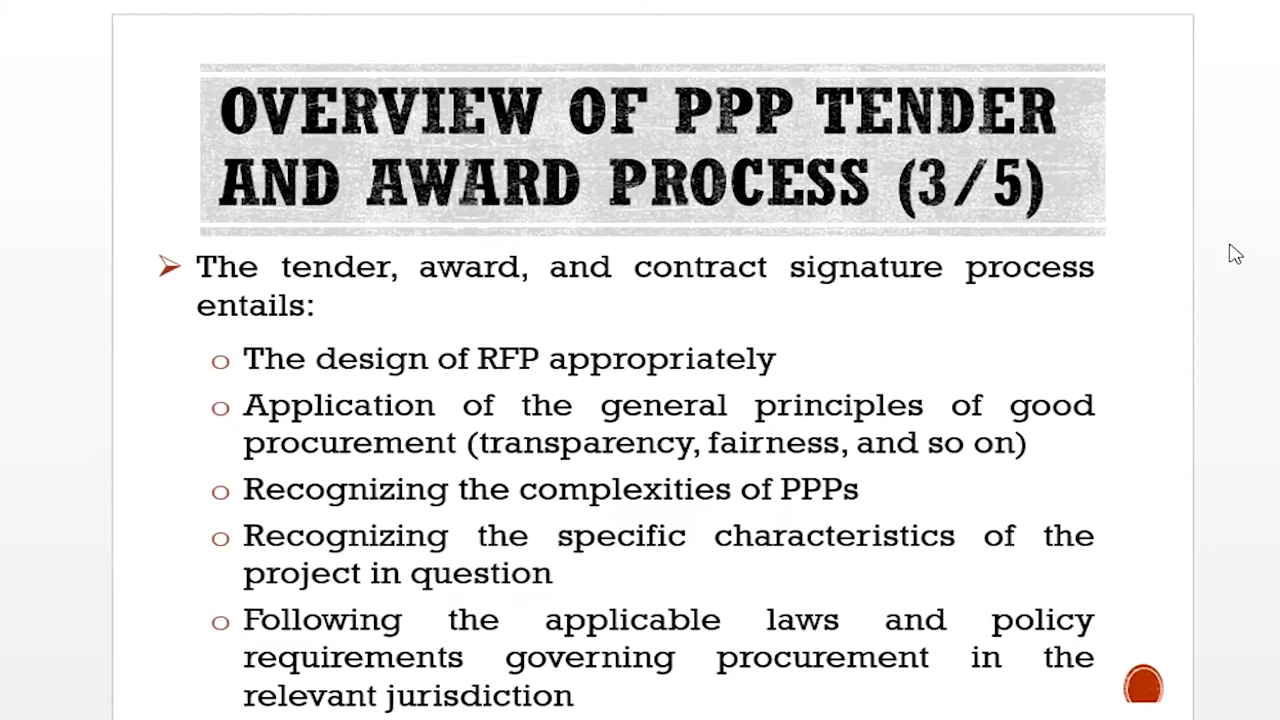 OVERVIEW OF PPP TENDER
AND AWARD PROCESS (3/5)
The tender, award, and contract signature process
entails:
The design of RFP appropriately
Application of the general principles of good
procurement (transparency, fairness, and so on)
Recognizing the complexities of PPPs
Recognizing the specific characteristics of the
project in question
Following the applicable laws and policy
requirements governing procurement in the
relevant jurisdiction